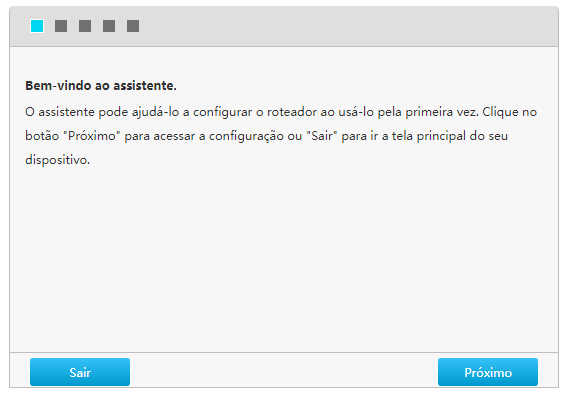 Bem-vindo ao assistente.
O assistente pode ajudá-lo a configurar o roteador ao usá-lo pela primeira vez. Clique no
botão "Próximo" para acessar a configuração ou "Sair" para ir a tela principal do seu
dispositivo.
Sair
Próximo